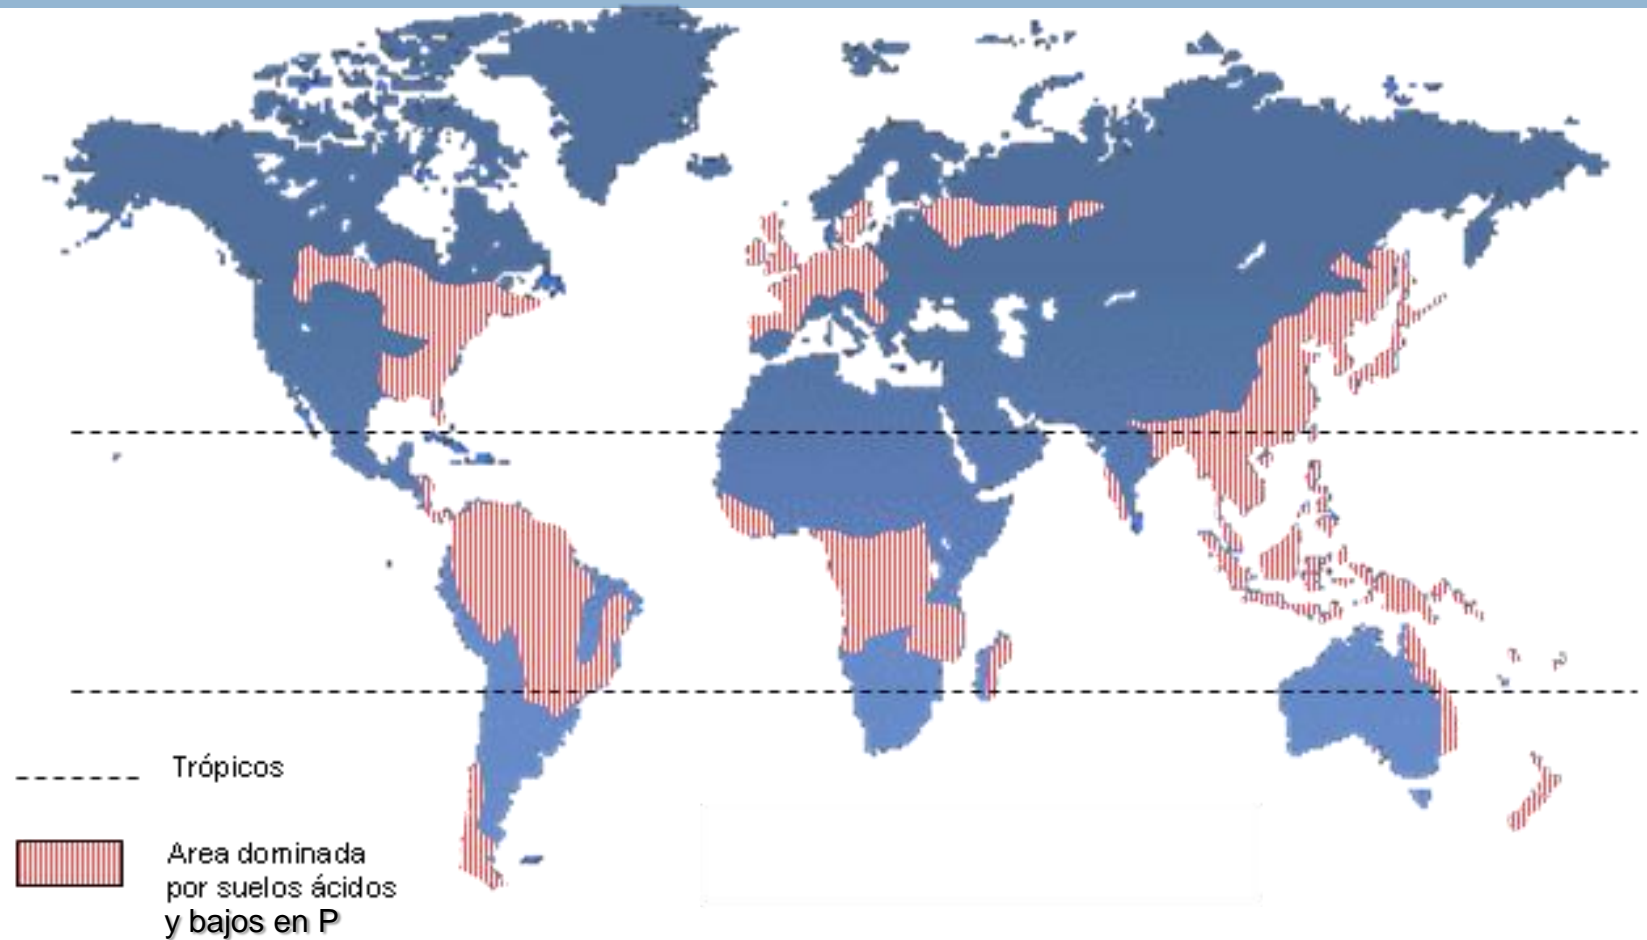 Trópicos
Area dominada
por suelos ácidos
y bajos en P